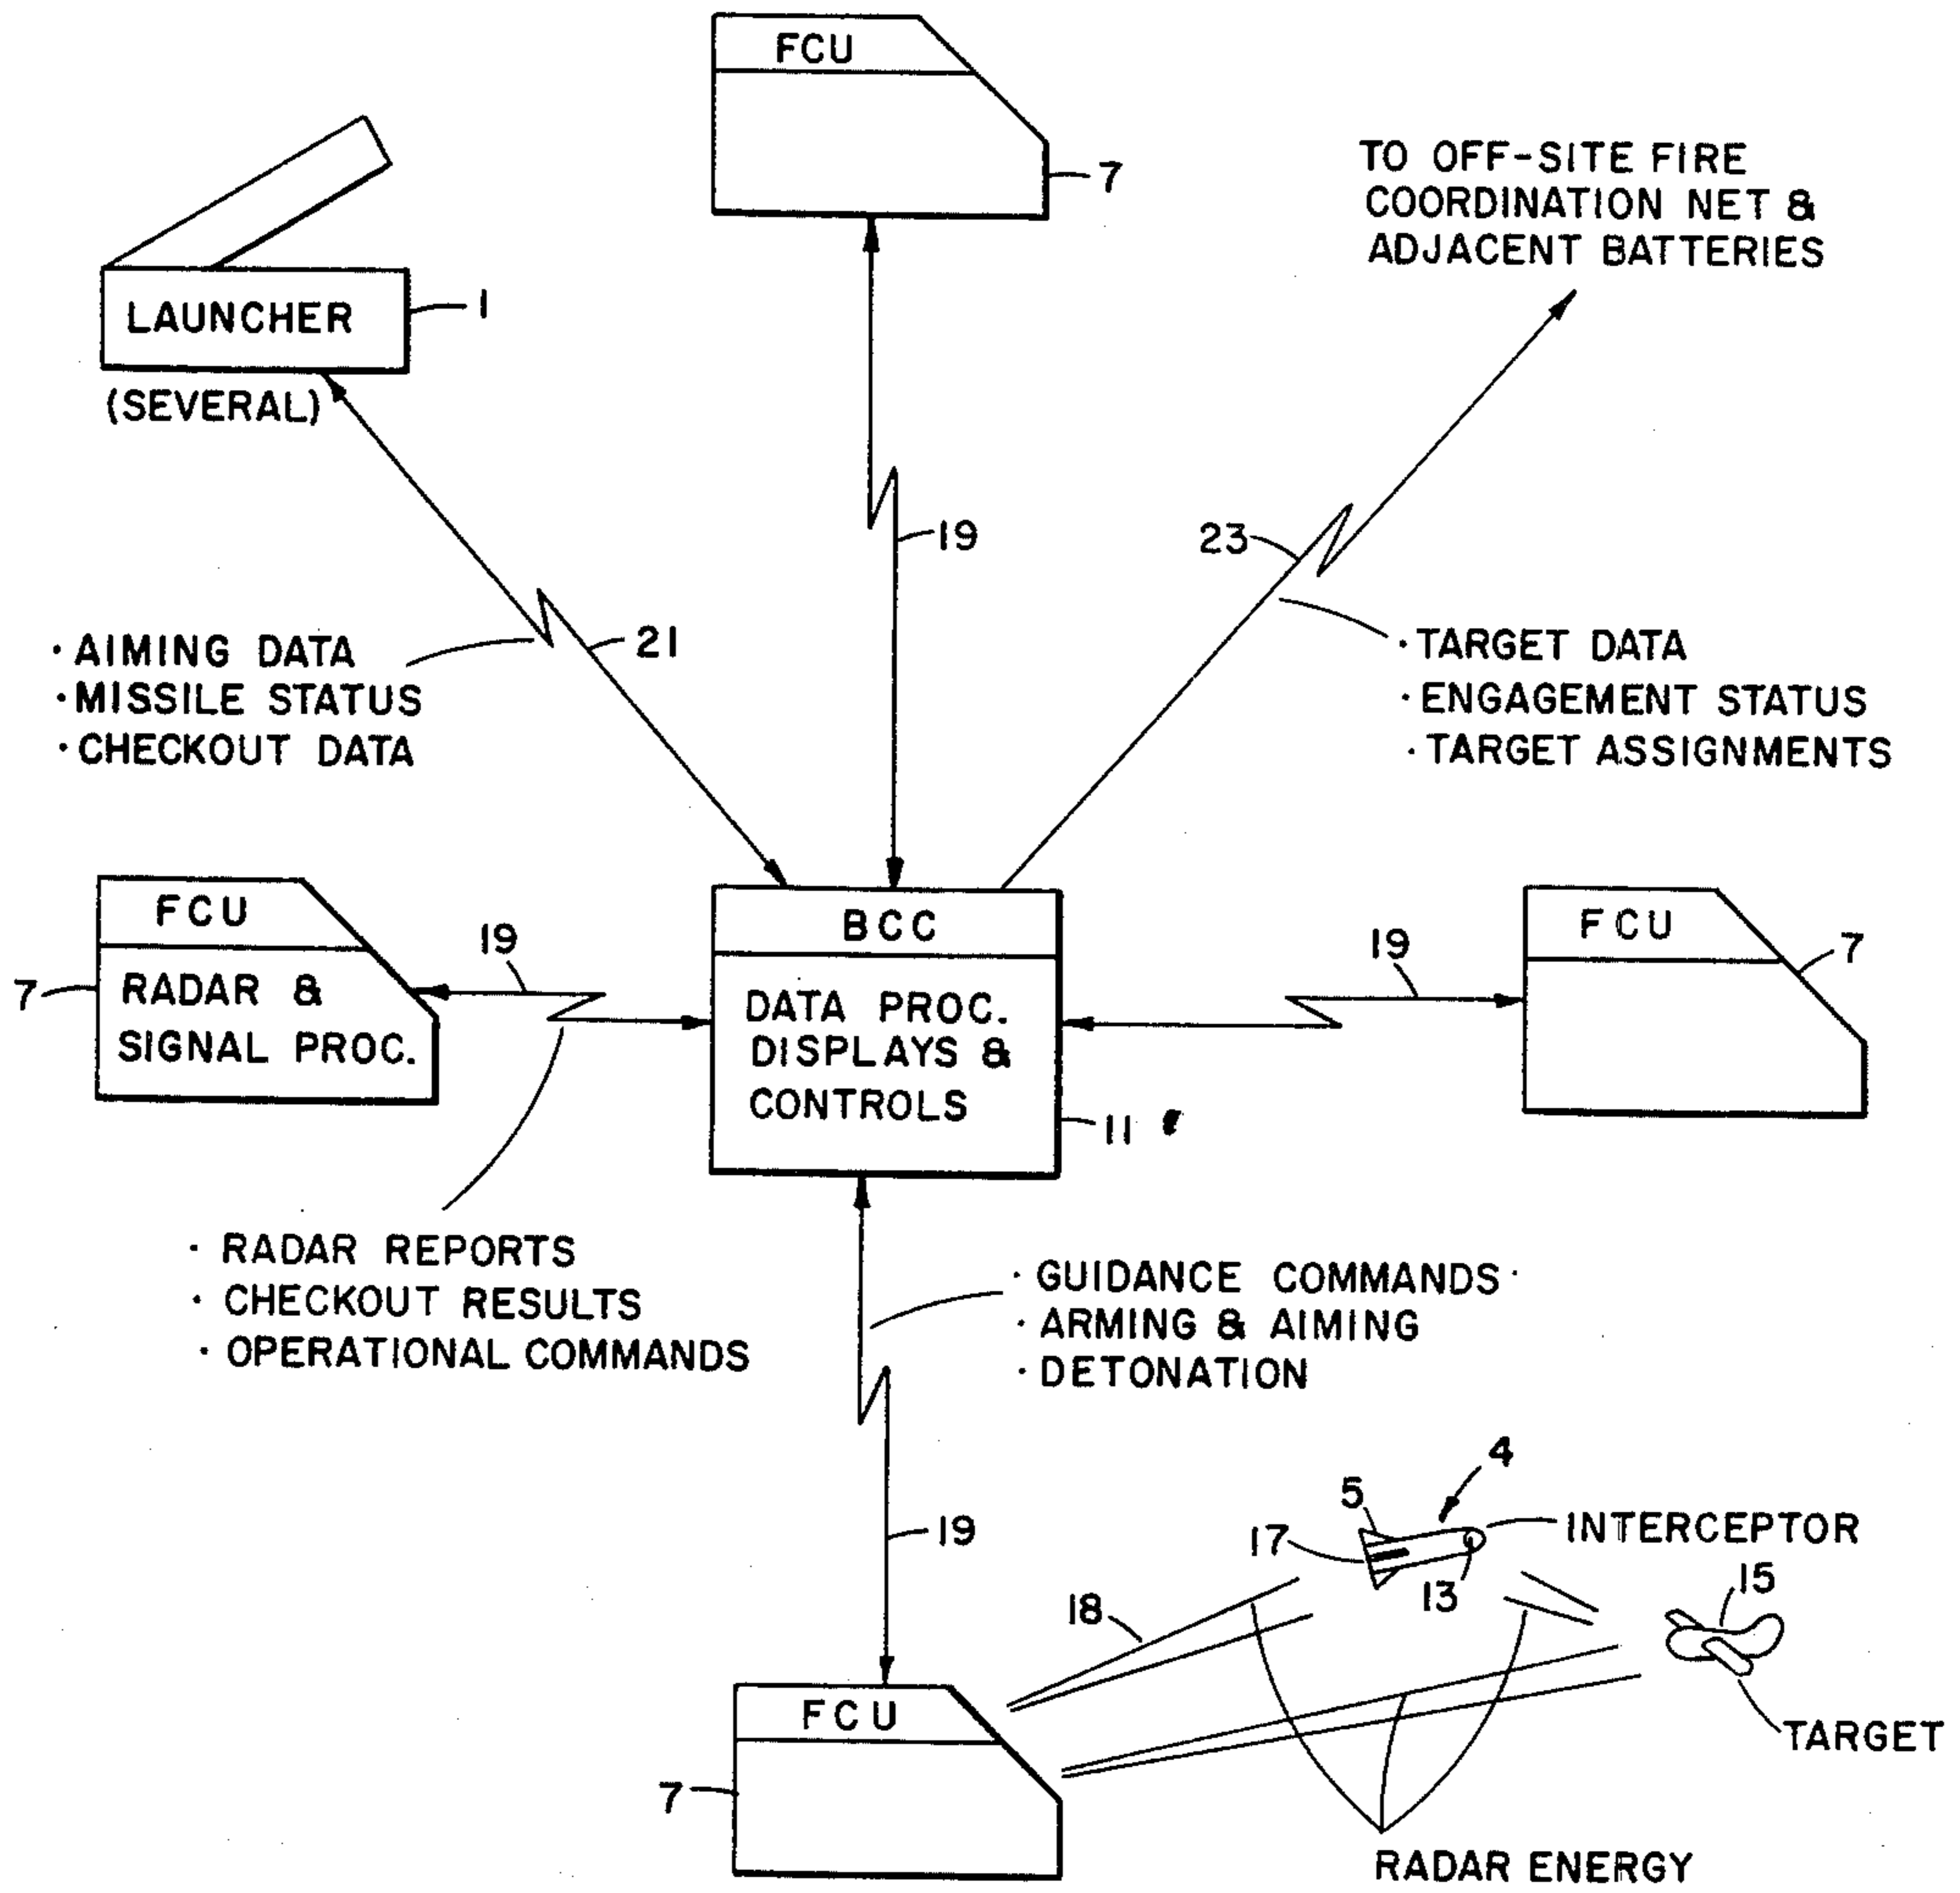 FCU
7
TO OFF-SITE FIRE
COORDINATION NET &
ADJACENT BATTERIES
LAUNCHER
1
(SEVERAL)
19
23
21
· AIMING DATA
· MISSILE STATUS
· CHECKOUT DATA
· TARGET DATA
· ENGAGEMENT STATUS
· TARGET ASSIGNMENTS
FCU
RADAR &
SIGNAL PROC.
7
19
BCC
DATA PROC.
DISPLAYS &
CONTROLS
11
19
FCU
7
· RADAR REPORTS
· CHECKOUT RESULTS
· OPERATIONAL COMMANDS
· GUIDANCE COMMANDS
· ARMING & AIMING
· DETONATION
19
4
5
17
13
INTERCEPTOR
15
18
TARGET
FCU
7
RADAR ENERGY